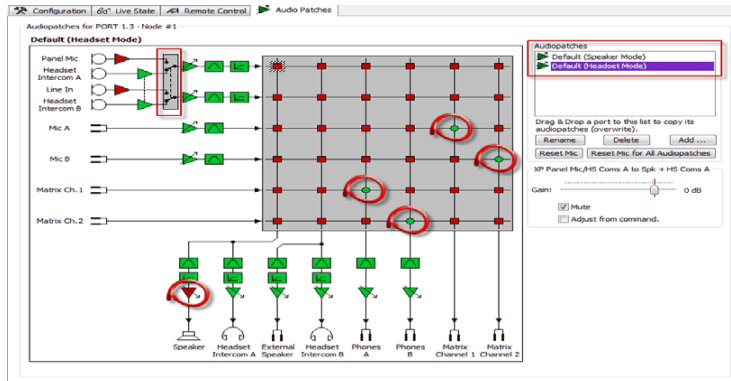 Configuration
Live State
Remote Control
Audio Patches
Audiopatches for PORT 1.3 - Node #1
Default (Headset Mode)
Panel Mic
Headset
Intercom A
Line In
Headset
Intercom B
Mic A
Mic B
Matrix Ch. 1
Matrix Ch.2
Speaker
Headset
Intercom A
External
Speaker
Headset
Intercom B
Phones
A
Phones
B
Matrix
Channel 1
Matrix
Channel 2
Audiopatches
Default (Speaker Mode)
Default (Headset Mode)
Drag & Drop a port to this list to copy its
audiopatches (overwrite).
Rename
Delete
Add ...
Reset Mic
Reset Mic for All Audiopatches
XP Panel Mic/HS Coms A to Spk + HS Coms A
Gain:
0 dB
Mute
Adjust from command.